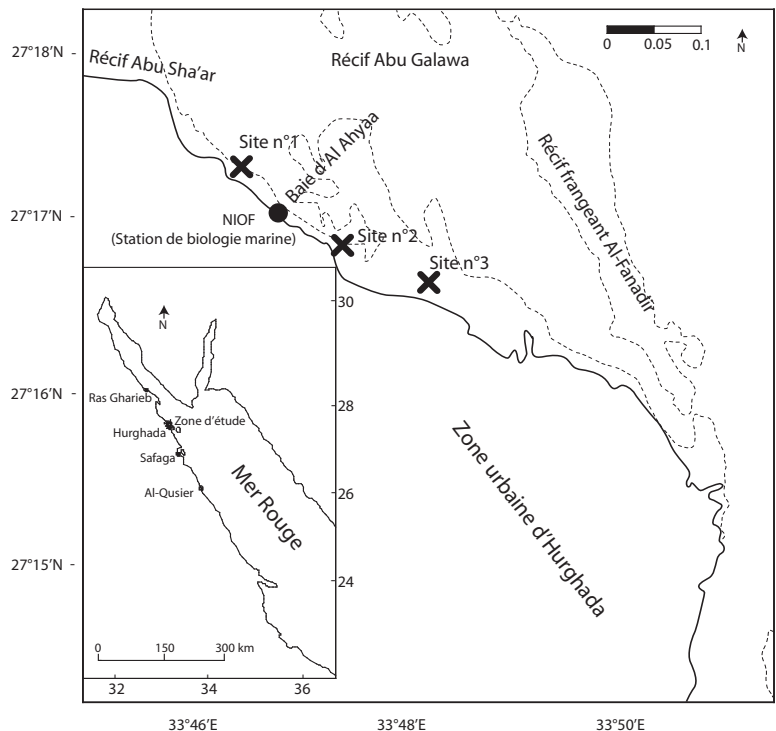 27°18’N
Récif Abu Sha’ar
Récif Abu Galawa
0 0.05 0.1
N
Site n°1
Baie d’Al Ahyaa
Récif frangeant Al-Fanadir
27°17’N
NIOF
(Station de biologie marine)
Site n°2
Site n°3
27°16’N
27°15’N
Zone urbaine d’Hurghada
N
30
28
26
24
Ras Gharieb
Zone d’étude
Hurghada
Safaga
Al-Qusier
Mer Rouge
0 150 300 km
32 34 36
33°46’E 33°48’E 33°50’E